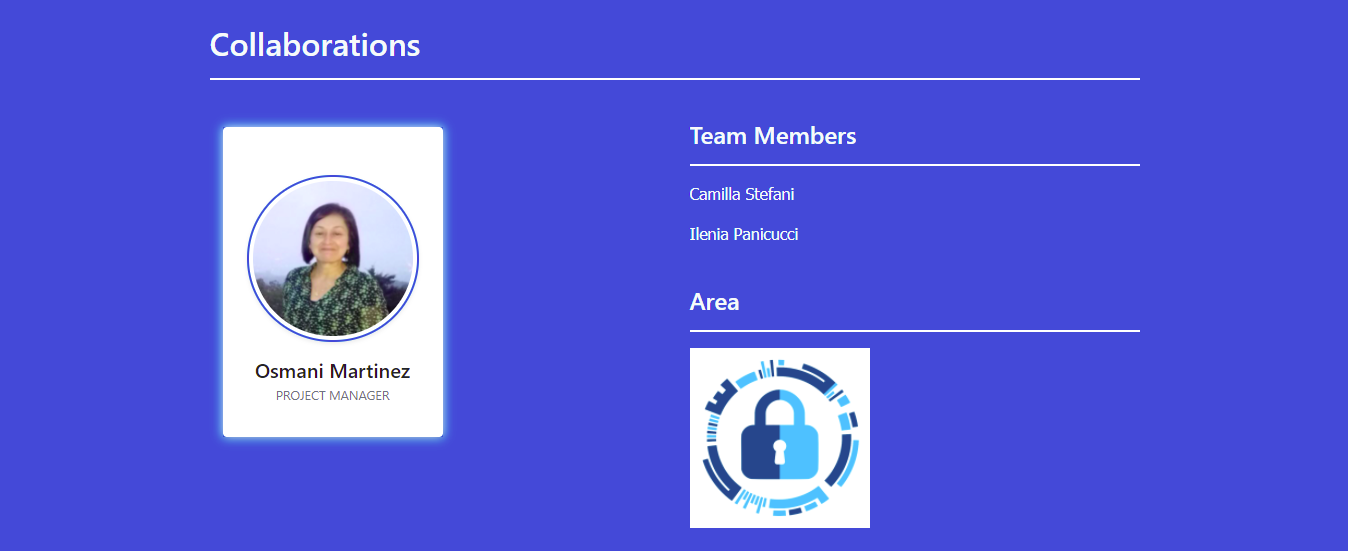 Collaborations
Osmani Martinez
PROJECT MANAGER
Team Members
Camilla Stefani
Ilenia Panicucci
Area